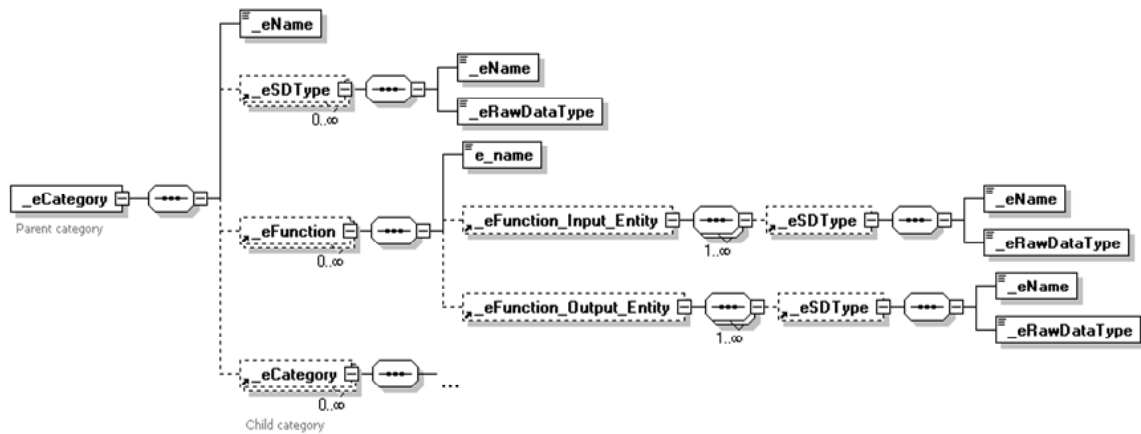 _eName
_eName
_eSDType
0..∞
_eRawDataType
e_name
_eCategory
Parent category
_eFunction
0..∞
_eFunction_Input_Entity
1..∞
_eSDType
_eName
_eRawDataType
_eFunction_Output_Entity
1..∞
_eSDType
_eName
_eRawDataType
_eCategory
0..∞
...
Child category